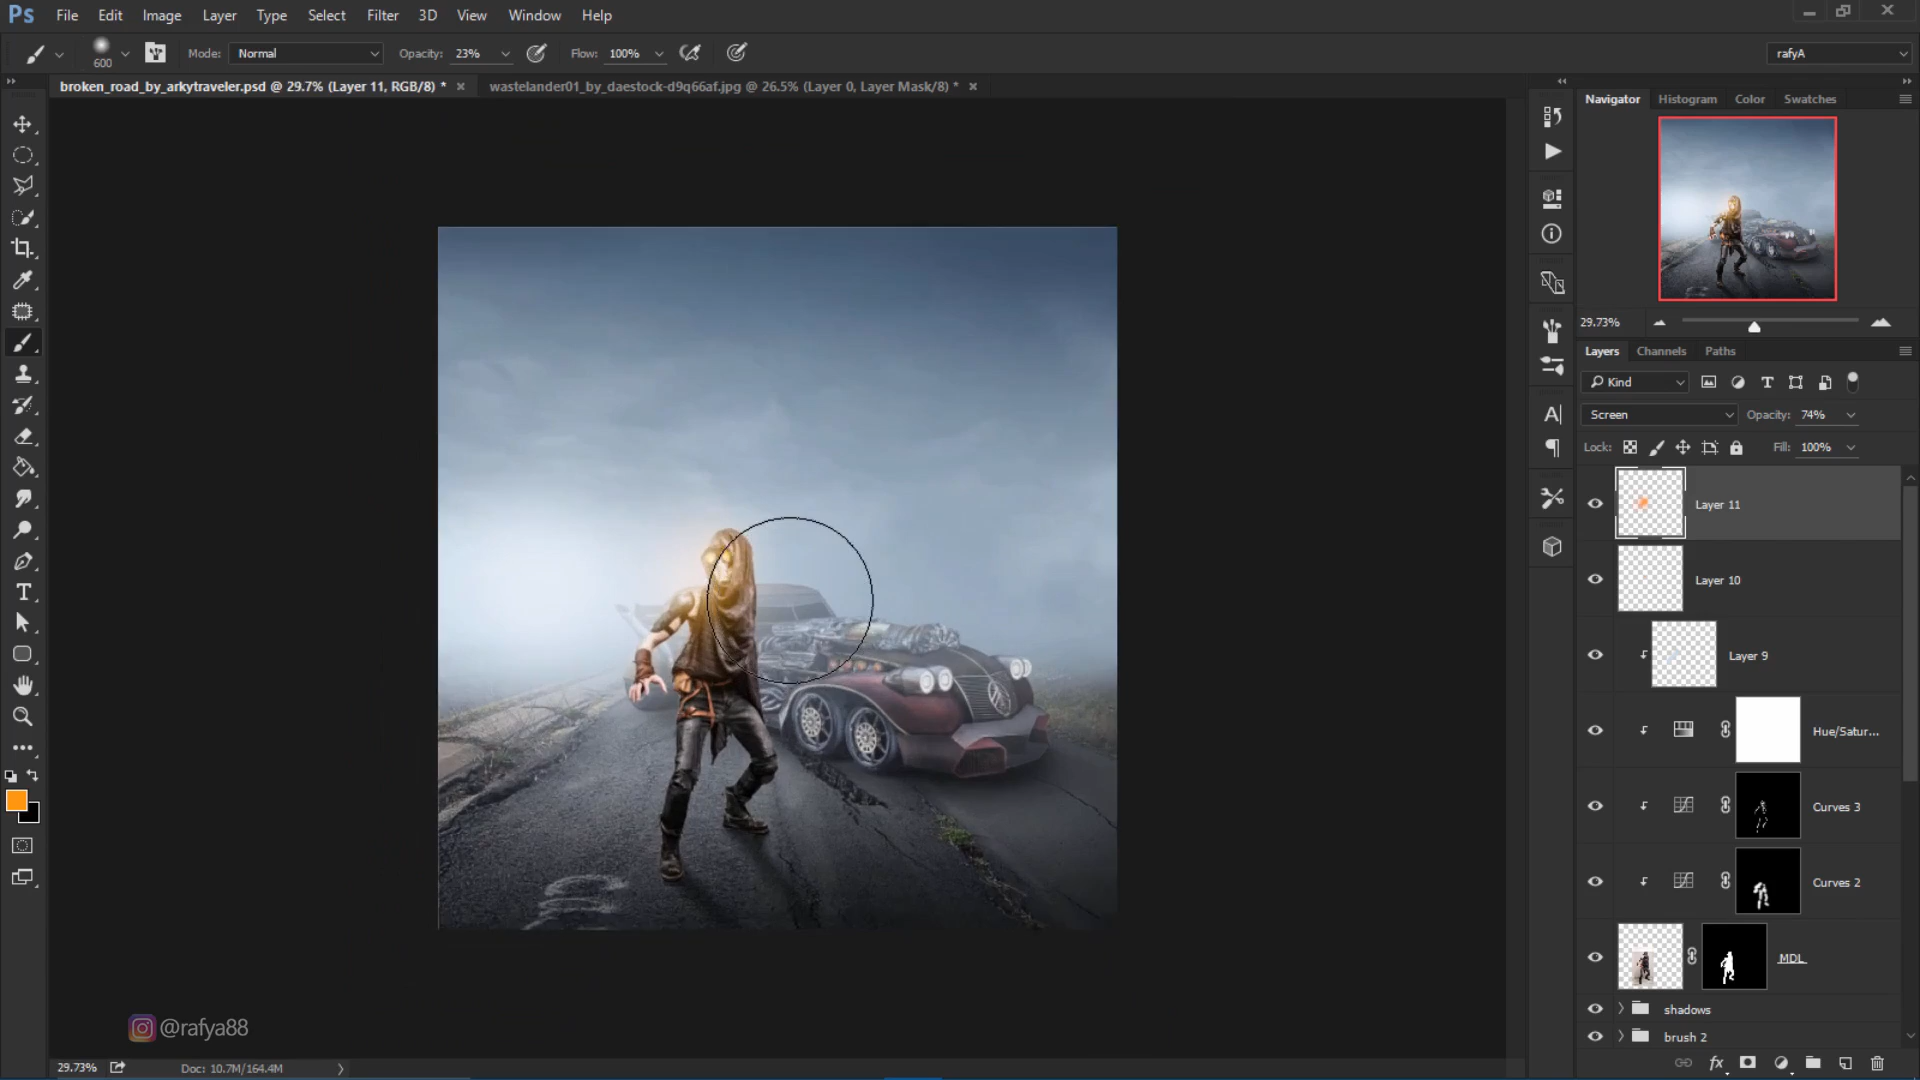 Ps File Edit Image Layer Type Select Filter 3D View Window Help
600 Mode: Normal Opacity: 23% Flow: 100% rafyA
broken_road_by_arkytraveler.psd @ 29.7% (Layer 11, RGB/8) * wastelander01_by_daestock-d9q66af.jpg @ 26.5% (Layer 0, Layer Mask/8) *
Navigator Histogram Color Swatches
29.73%
Layers Channels Paths
Kind
Screen Opacity: 74%
Lock: Fill: 100%
Layer 11
Layer 10
Layer 9
Hue/Satur...
Curves 3
Curves 2
MDL
shadows
brush 2
@rafya88
29.73% Doc: 10.7M/164.4M